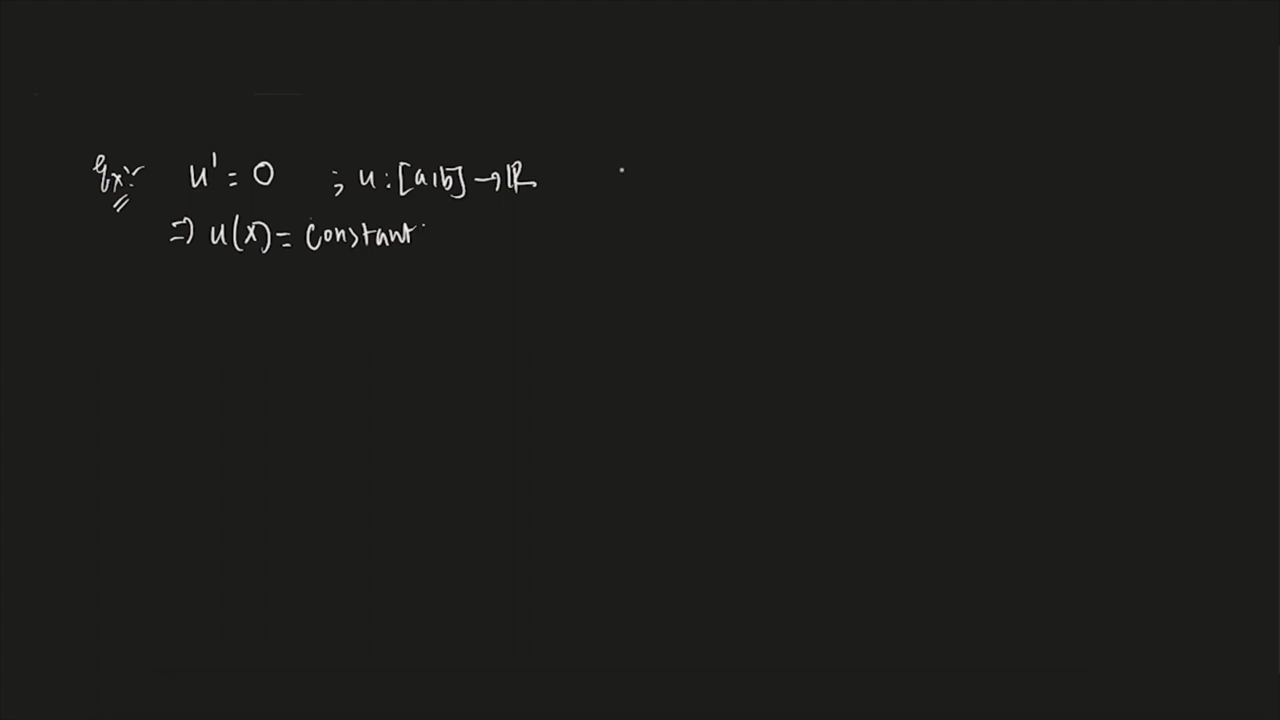 Ex:- u' = 0 ; u : [a,b] → ℝ
⇒ u(x) = constant